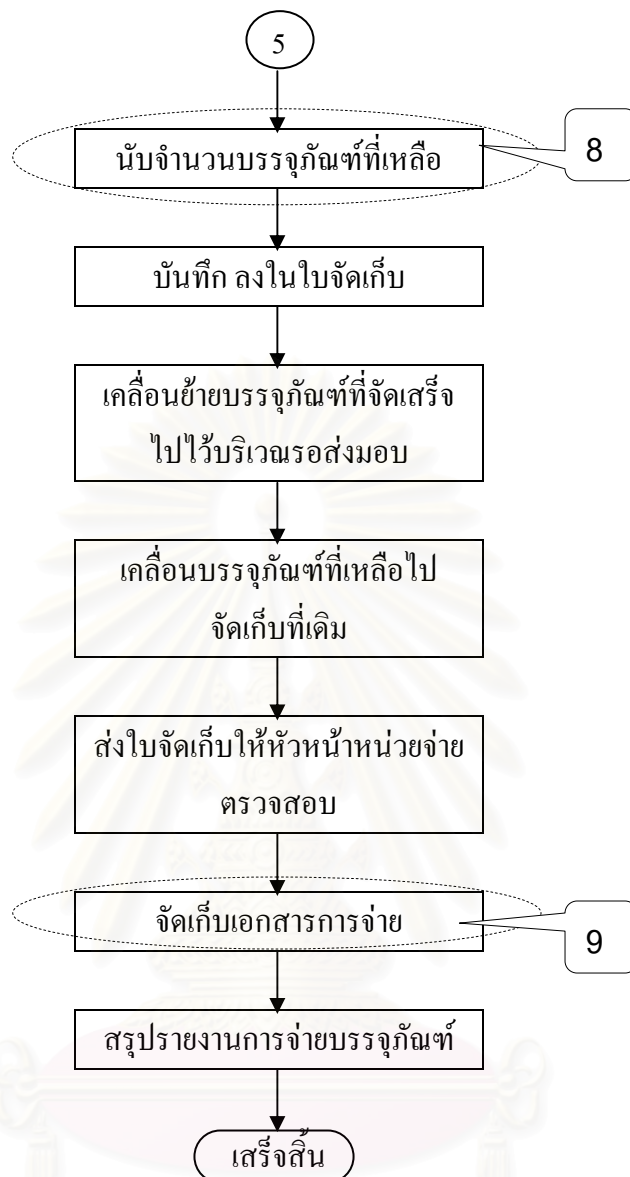 5
นับจำนวนบรรจุภัณฑ์ที่เหลือ
8
บันทึก ลงในใบจัดเก็บ
เคลื่อนย้ายบรรจุภัณฑ์ที่จัดเสร็จ
ไปไว้บริเวณรอส่งมอบ
เคลื่อนบรรจุภัณฑ์ที่เหลือไป
จัดเก็บที่เดิม
ส่งใบจัดเก็บให้หัวหน้าหน่วยจ่าย
ตรวจสอบ
จัดเก็บเอกสารการจ่าย
9
สรุปรายงานการจ่ายบรรจุภัณฑ์
เสร็จสิ้น